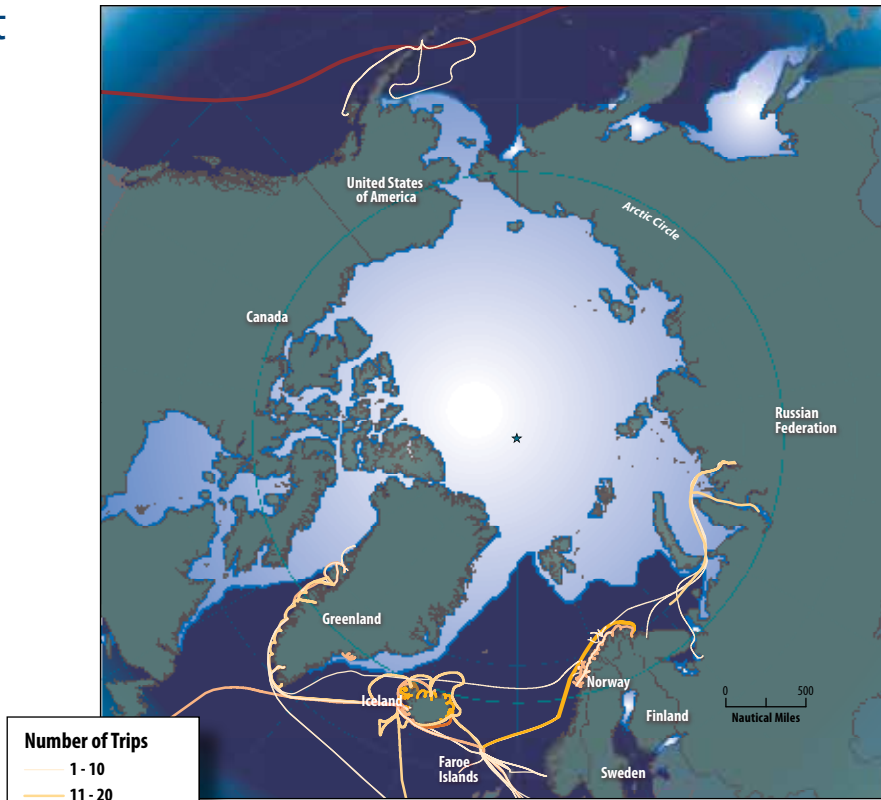 t
United States
of America
Arctic Circle
Canada
Russian
Federation
Greenland
Norway
Iceland
0 500
Nautical Miles
Finland
Faroe
Islands
Sweden
Number of Trips
1 - 10
11 - 20